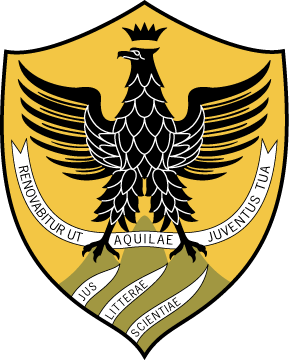 RENOVABITUR UT AQUILAE JUVENTUS TUA
JUS
LITTERAE
SCIENTIAE